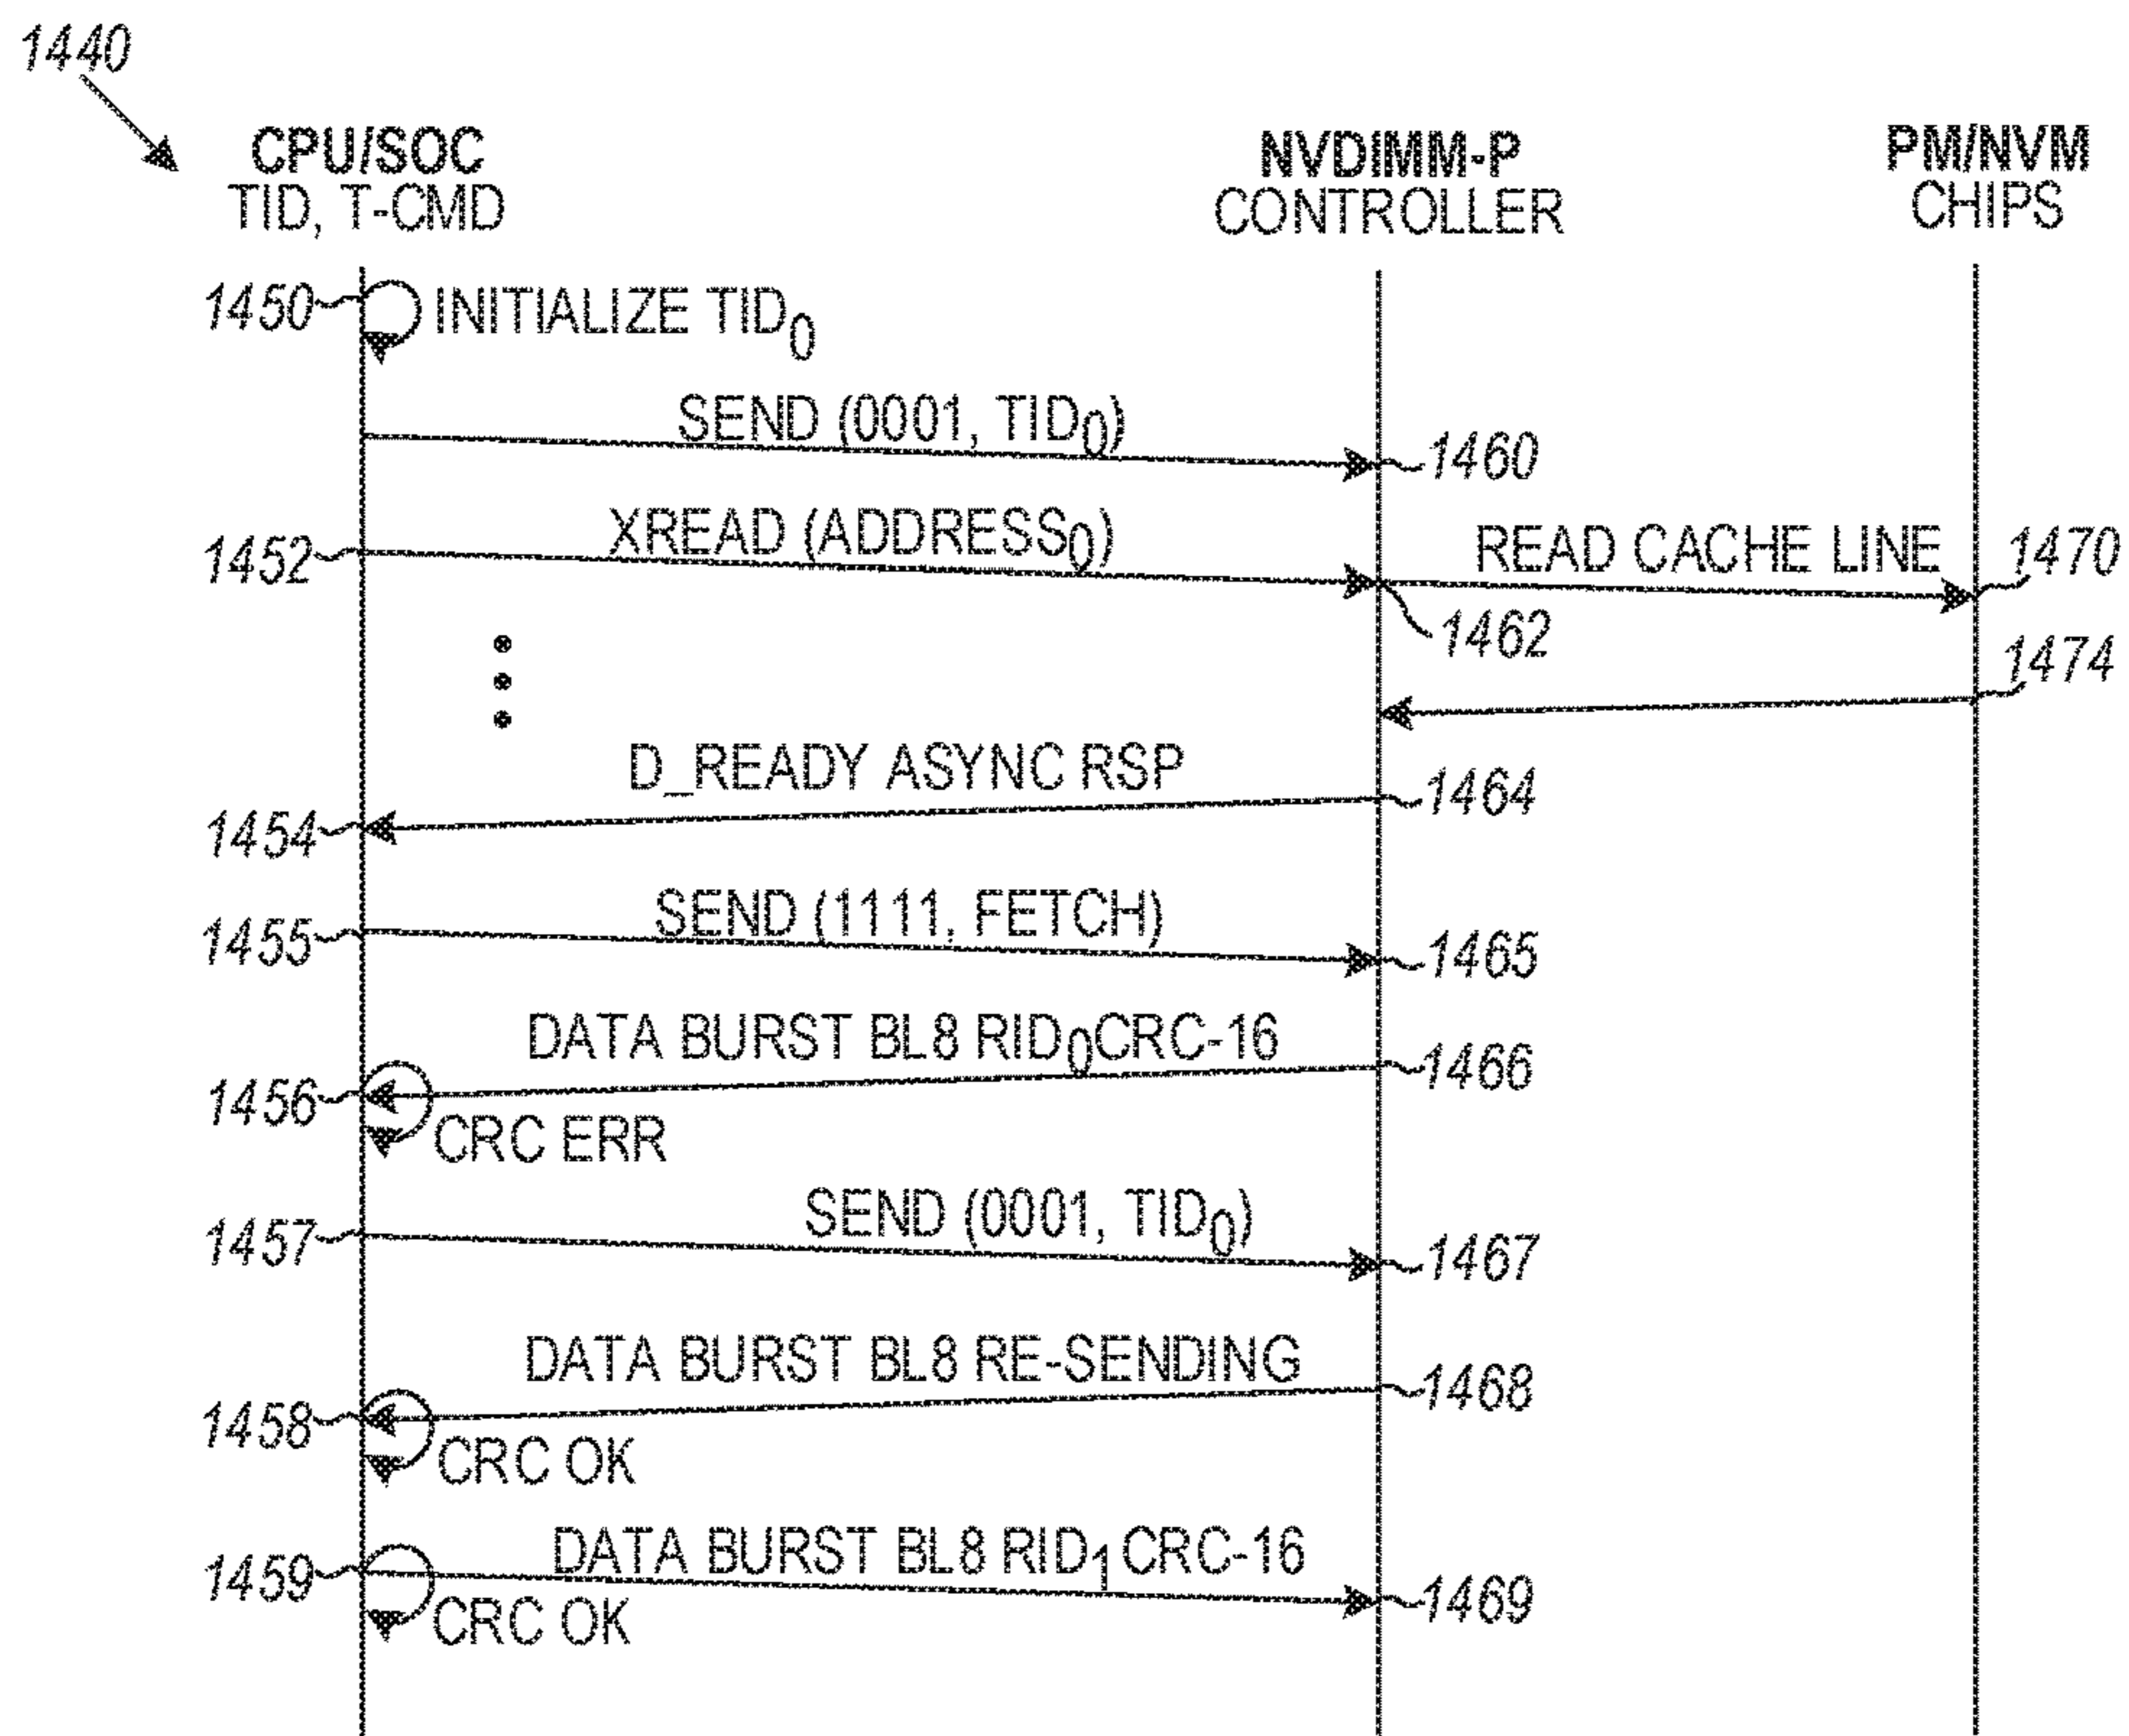 1440
CPU/SOC
TID, T-CMD
NVDIMM-P
CONTROLLER
PM/NVM
CHIPS
1450
INITIALIZE TID0
SEND (0001, TID0)
1460
1452
XREAD (ADDRESS0)
READ CACHE LINE
1470
1462
1474
D_READY ASYNC RSP
1464
1454
SEND (1111, FETCH)
1455
1465
DATA BURST BL8 RID0CRC-16
1466
1456
CRC ERR
SEND (0001, TID0)
1457
1467
DATA BURST BL8 RE-SENDING
1468
1458
CRC OK
DATA BURST BL8 RID1 CRC-16
1459
1469
CRC OK